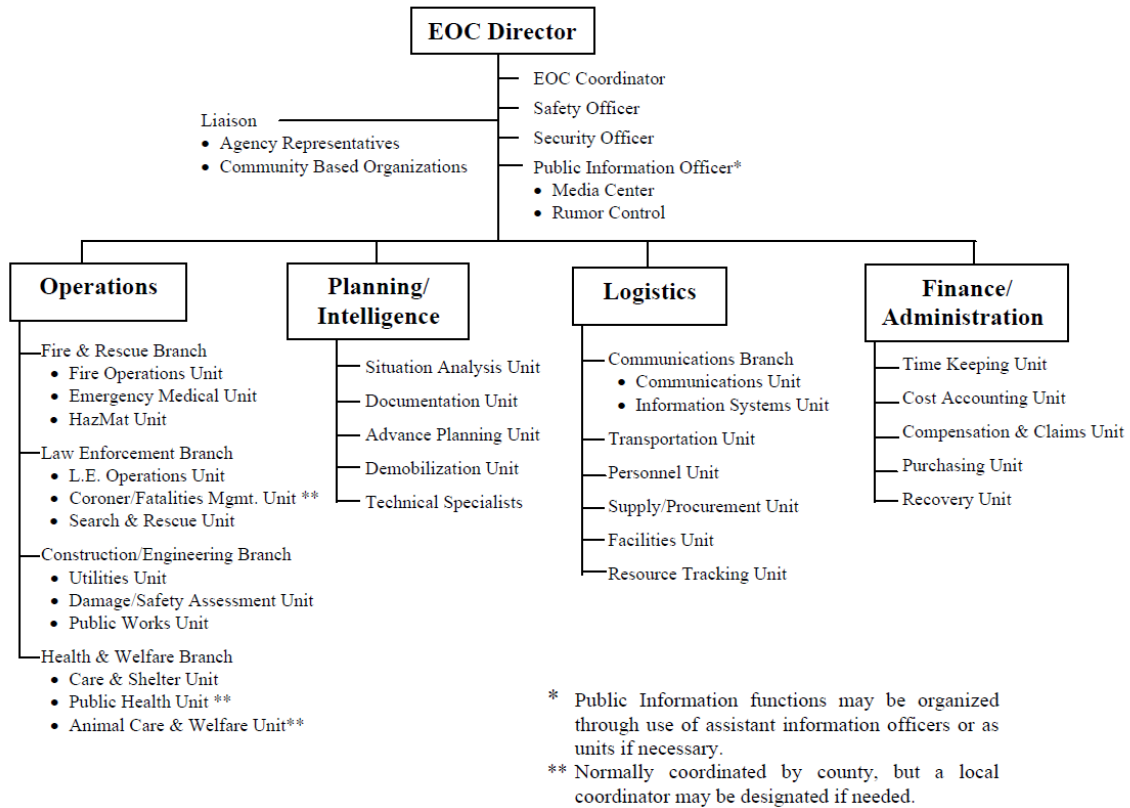 EOC Director
EOC Coordinator
Safety Officer
Security Officer
Public Information Officer*
• Media Center
• Rumor Control
Liaison
• Agency Representatives
• Community Based Organizations
Operations
Fire & Rescue Branch
• Fire Operations Unit
• Emergency Medical Unit
• HazMat Unit
Law Enforcement Branch
• L.E. Operations Unit
• Coroner/Fatalities Mgmt. Unit **
• Search & Rescue Unit
Construction/Engineering Branch
• Utilities Unit
• Damage/Safety Assessment Unit
• Public Works Unit
Health & Welfare Branch
• Care & Shelter Unit
• Public Health Unit **
• Animal Care & Welfare Unit**
Planning/
Intelligence
Situation Analysis Unit
Documentation Unit
Advance Planning Unit
Demobilization Unit
Technical Specialists
Logistics
Communications Branch
• Communications Unit
• Information Systems Unit
Transportation Unit
Personnel Unit
Supply/Procurement Unit
Facilities Unit
Resource Tracking Unit
Finance/
Administration
Time Keeping Unit
Cost Accounting Unit
Compensation & Claims Unit
Purchasing Unit
Recovery Unit
* Public Information functions may be organized
through use of assistant information officers or as
units if necessary.
** Normally coordinated by county, but a local
coordinator may be designated if needed.